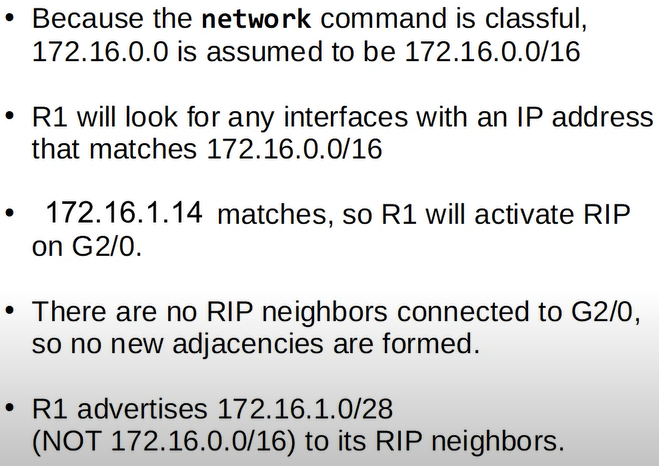 • Because the network command is classful,
172.16.0.0 is assumed to be 172.16.0.0/16
• R1 will look for any interfaces with an IP address
that matches 172.16.0.0/16
• 172.16.1.14 matches, so R1 will activate RIP
on G2/0.
• There are no RIP neighbors connected to G2/0,
so no new adjacencies are formed.
• R1 advertises 172.16.1.0/28
(NOT 172.16.0.0/16) to its RIP neighbors.